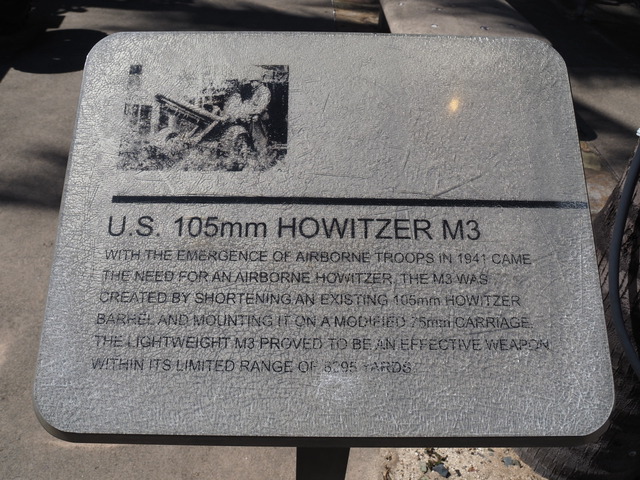 U.S. 105mm HOWITZER M3
WITH THE EMERGENCE OF AIRBORNE TROOPS IN 1941 CAME
THE NEED FOR AN AIRBORNE HOWITZER. THE M3 WAS
CREATED BY SHORTENING AN EXISTING 105mm HOWITZER
BARREL AND MOUNTING IT ON A MODIFIED 75mm CARRIAGE.
THE LIGHTWEIGHT M3 PROVED TO BE AN EFFECTIVE WEAPON
WITHIN ITS LIMITED RANGE OF 8295 YARDS.